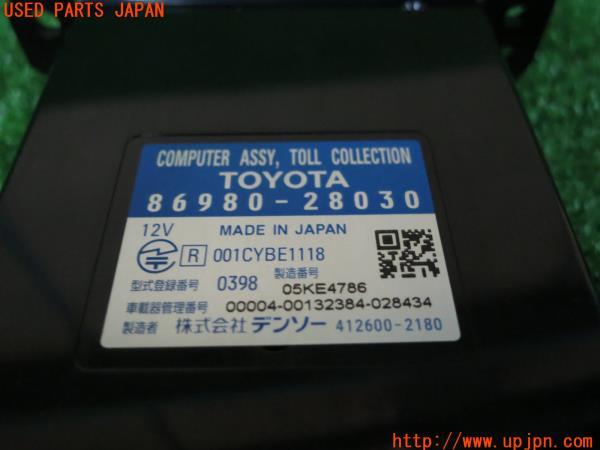 USED PARTS JAPAN
COMPUTER ASSY, TOLL COLLECTION
TOYOTA
86980-28030
12V MADE IN JAPAN
R 001CYBE1118
型式登録番号 0398 製造番号 05KE4786
車載器管理番号 00004-00132384-028434
製造者 株式会社デンソー 412600-2180
http://www.upjpn.com/